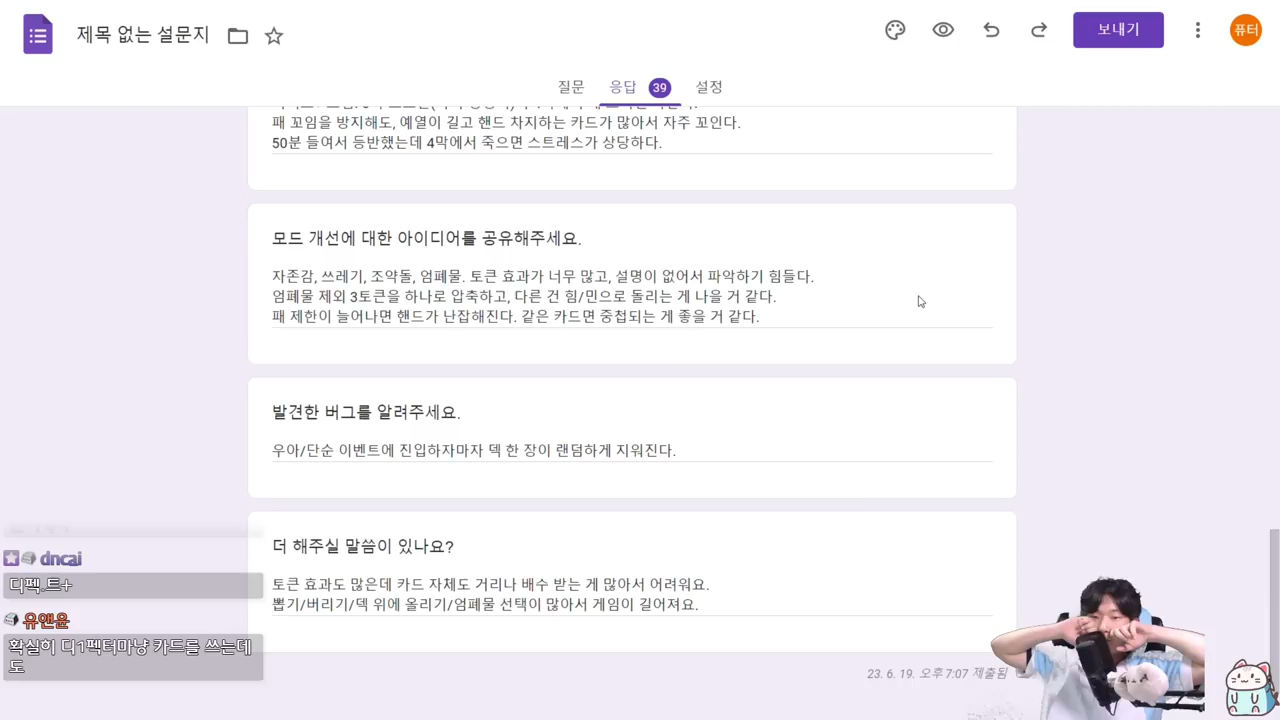 제목 없는 설문지
보내기
퓨터
질문
응답 39
설정
패 꼬임을 방지해도, 예열이 길고 핸드 차지하는 카드가 많아서 자주 꼬인다.
50분 들여서 등반했는데 4막에서 죽으면 스트레스가 상당하다.
모드 개선에 대한 아이디어를 공유해주세요.
자존감, 쓰레기, 조약돌, 엄폐물. 토큰 효과가 너무 많고, 설명이 없어서 파악하기 힘들다.
엄폐물 제외 3토큰을 하나로 압축하고, 다른 건 힘/민으로 돌리는 게 나을 거 같다.
패 제한이 늘어나면 핸드가 난잡해진다. 같은 카드면 중첩되는 게 좋을 거 같다.
발견한 버그를 알려주세요.
우아/단순 이벤트에 진입하자마자 덱 한 장이 랜덤하게 지워진다.
더 해주실 말씀이 있나요?
토큰 효과도 많은데 카드 자체도 거리나 배수 받는 게 많아서 어려워요.
뽑기/버리기/덱 위에 올리기/엄폐물 선택이 많아서 게임이 길어져요.
23. 6. 19. 오후 7:07 제출됨
dncai
디펙.트+
유앤윤
확실히 디1펙터마냥 카드를 쓰는데
도